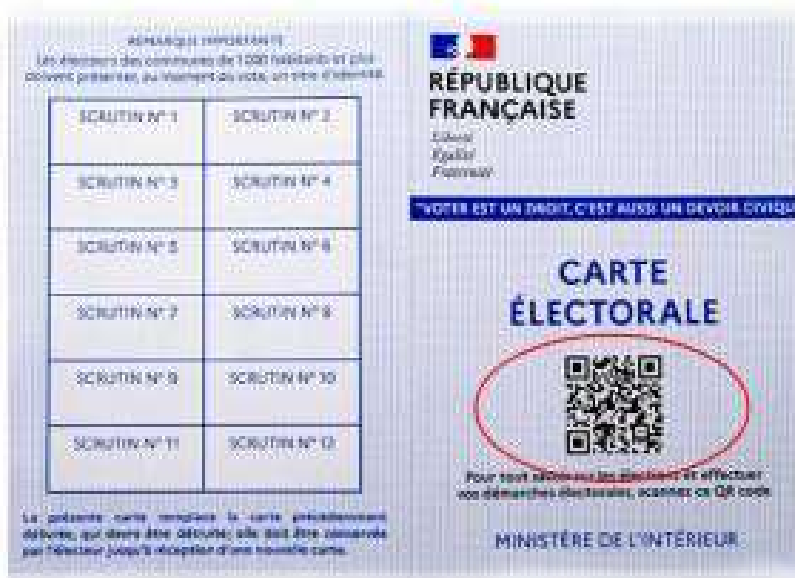 REMARQUE IMPORTANTE
Les électeurs des communes de 1 000 habitants et plus
doivent présenter, au moment du vote, un titre d'identité.
SCRUTIN N° 1
SCRUTIN N° 2
SCRUTIN N° 3
SCRUTIN N° 4
SCRUTIN N° 5
SCRUTIN N° 6
SCRUTIN N° 7
SCRUTIN N° 8
SCRUTIN N° 9
SCRUTIN N° 10
SCRUTIN N° 11
SCRUTIN N° 12
La présente carte remplace la carte précédemment
délivrée, qui devra être détruite; elle doit être conservée
par l'électeur jusqu'à réception d'une nouvelle carte.
RÉPUBLIQUE
FRANÇAISE
Liberté
Égalité
Fraternité
"VOTER EST UN DROIT, C'EST AUSSI UN DEVOIR CIVIQUE
CARTE
ÉLECTORALE
Pour tout savoir sur les élections et effectuer
vos démarches électorales, scannez ce QR code
MINISTÈRE DE L'INTÉRIEUR